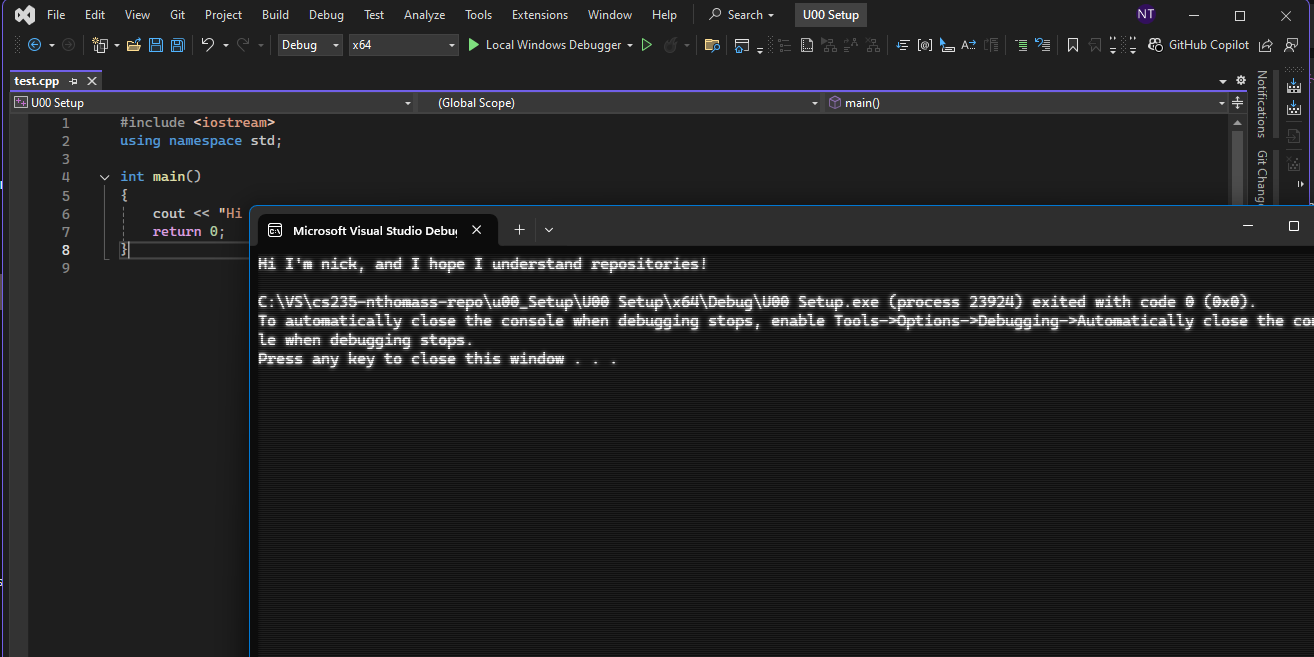 File Edit View Git Project Build Debug Test Analyze Tools Extensions Window Help Search U00 Setup NT
Debug x64 Local Windows Debugger GitHub Copilot
test.cpp
U00 Setup (Global Scope) main()
1 #include <iostream>
2 using namespace std;
3
4 int main()
5 {
6 cout << "Hi
7 return 0;
8 }
9
Notifications
Git Change
Microsoft Visual Studio Debug
Hi I'm nick, and I hope I understand repositories!
C:\VS\cs235-nthomass-repo\u00_Setup\U00 Setup\x64\Debug\U00 Setup.exe (process 23924) exited with code 0 (0x0).
To automatically close the console when debugging stops, enable Tools->Options->Debugging->Automatically close the con
le when debugging stops.
Press any key to close this window . . .